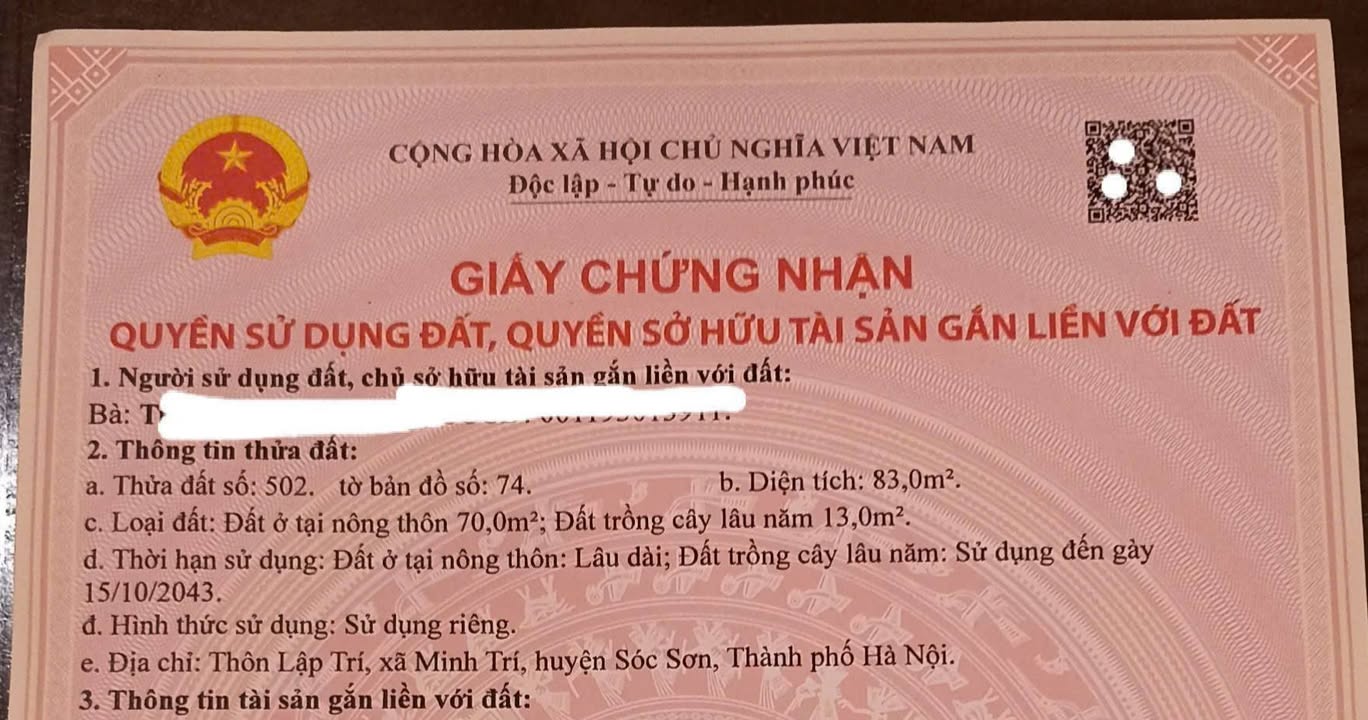 CỘNG HÒA XÃ HỘI CHỦ NGHĨA VIỆT NAM
Độc lập - Tự do - Hạnh phúc
GIẤY CHỨNG NHẬN
QUYỀN SỬ DỤNG ĐẤT, QUYỀN SỞ HỮU TÀI SẢN GẮN LIỀN VỚI ĐẤT
1. Người sử dụng đất, chủ sở hữu tài sản gắn liền với đất:
Bà:
2. Thông tin thửa đất:
a. Thửa đất số: 502. tờ bản đồ số: 74. b. Diện tích: 83,0m².
c. Loại đất: Đất ở tại nông thôn 70,0m²; Đất trồng cây lâu năm 13,0m².
d. Thời hạn sử dụng: Đất ở tại nông thôn: Lâu dài; Đất trồng cây lâu năm: Sử dụng đến gày
15/10/2043.
đ. Hình thức sử dụng: Sử dụng riêng.
e. Địa chỉ: Thôn Lập Trí, xã Minh Trí, huyện Sóc Sơn, Thành phố Hà Nội.
3. Thông tin tài sản gắn liền với đất: